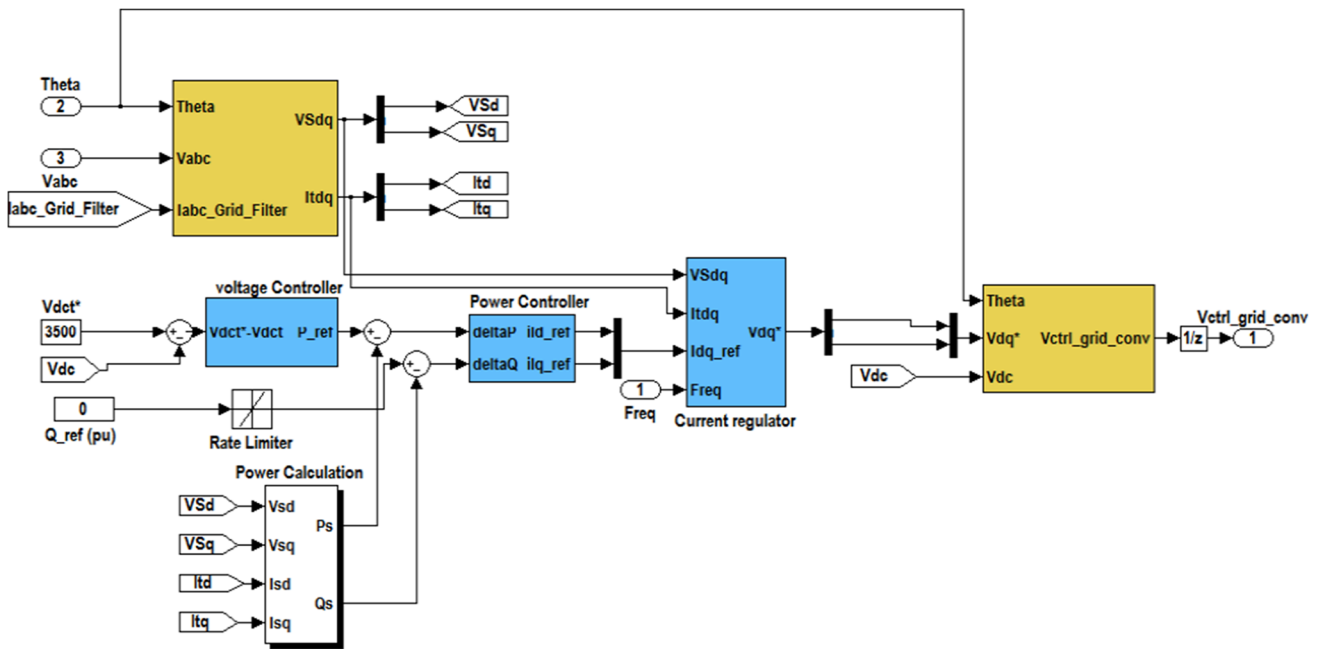 Theta
2
3
Vabc
Iabc_Grid_Filter
Theta
Vabc
Iabc_Grid_Filter
VSdq
Itdq
VSd
VSq
Itd
Itq
Vdct*
3500
Vdc
voltage Controller
Vdct*-Vdct P_ref
0
Q_ref (pu)
Rate Limiter
Power Controller
deltaP iId_ref
deltaQ iIq_ref
VSdq
Itdq
Idq_ref
Freq
Vdq*
Current regulator
1
Freq
Vdc
Theta
Vdq*
Vdc
Vctrl_grid_conv
1/z
Vctrl_grid_conv
1
Power Calculation
VSd
VSq
Itd
Itq
Vsd
Vsq
Isd
Isq
Ps
Qs